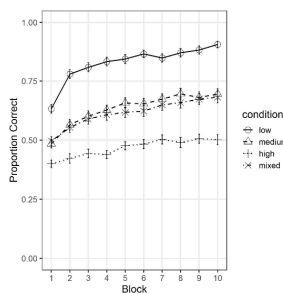 1.00
0.75
0.50
0.25
0.00
Proportion Correct
1 2 3 4 5 6 7 8 9 10
Block
condition
low
medium
high
mixed